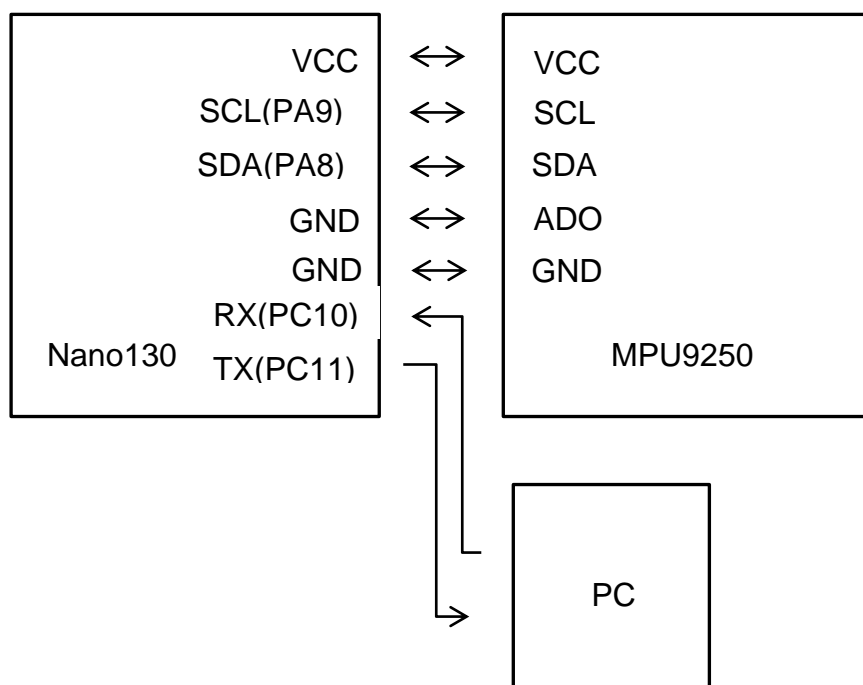 VCC
SCL(PA9)
SDA(PA8)
GND
GND
RX(PC10)
TX(PC11)
Nano130
VCC
SCL
SDA
ADO
GND
MPU9250
PC